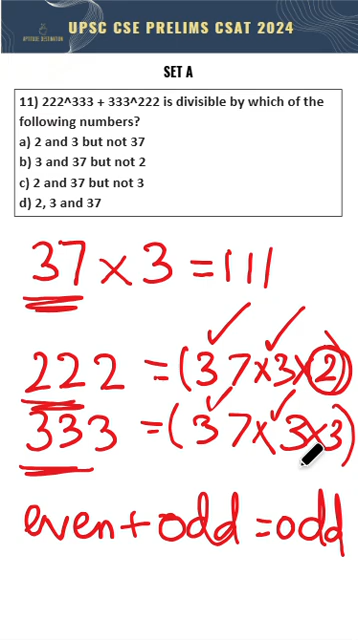 UPSC CSE PRELIMS CSAT 2024
APTITUDE DESTINATION
SET A
11) 222^333 + 333^222 is divisible by which of the
following numbers?
a) 2 and 3 but not 37
b) 3 and 37 but not 2
c) 2 and 37 but not 3
d) 2, 3 and 37
37 × 3 = 111
222 = (37×3×2)
333 = (37×3×3)
even + odd = odd